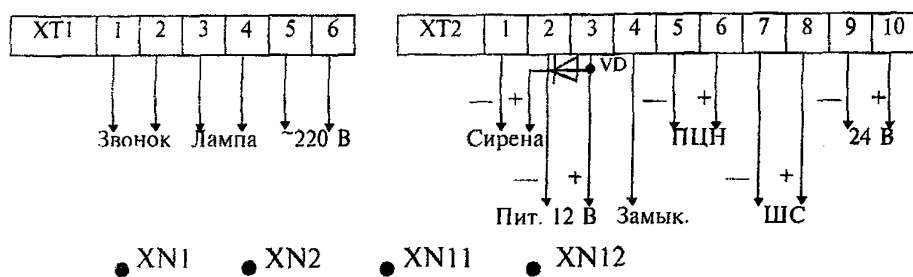 XT1 1 2 3 4 5 6 XT2 1 2 3 4 5 6 7 8 9 10
VD
— + — + — +
Звонок Лампа ~220 В Сирена ПЦН 24 В
— + — +
Пит. 12 В Замык. ШС
XN1 XN2 XN11 XN12